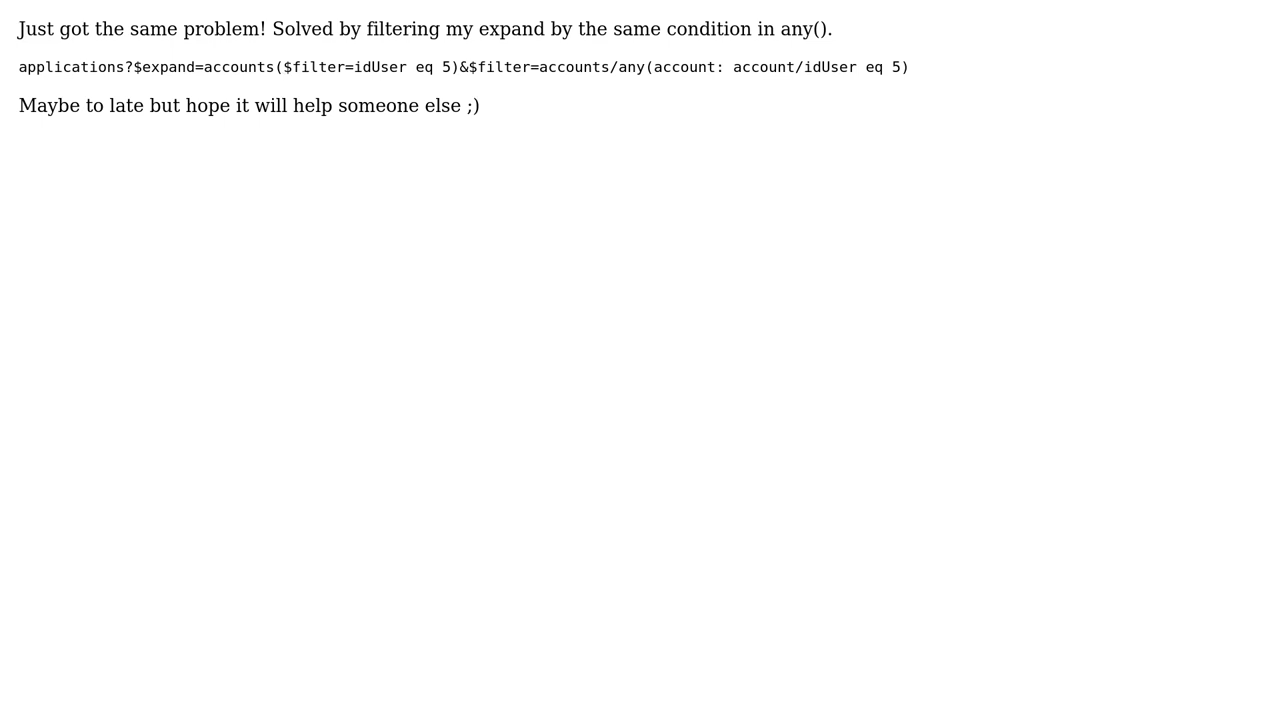 Just got the same problem! Solved by filtering my expand by the same condition in any().
applications?$expand=accounts($filter=idUser eq 5)&$filter=accounts/any(account: account/idUser eq 5)
Maybe to late but hope it will help someone else ;)